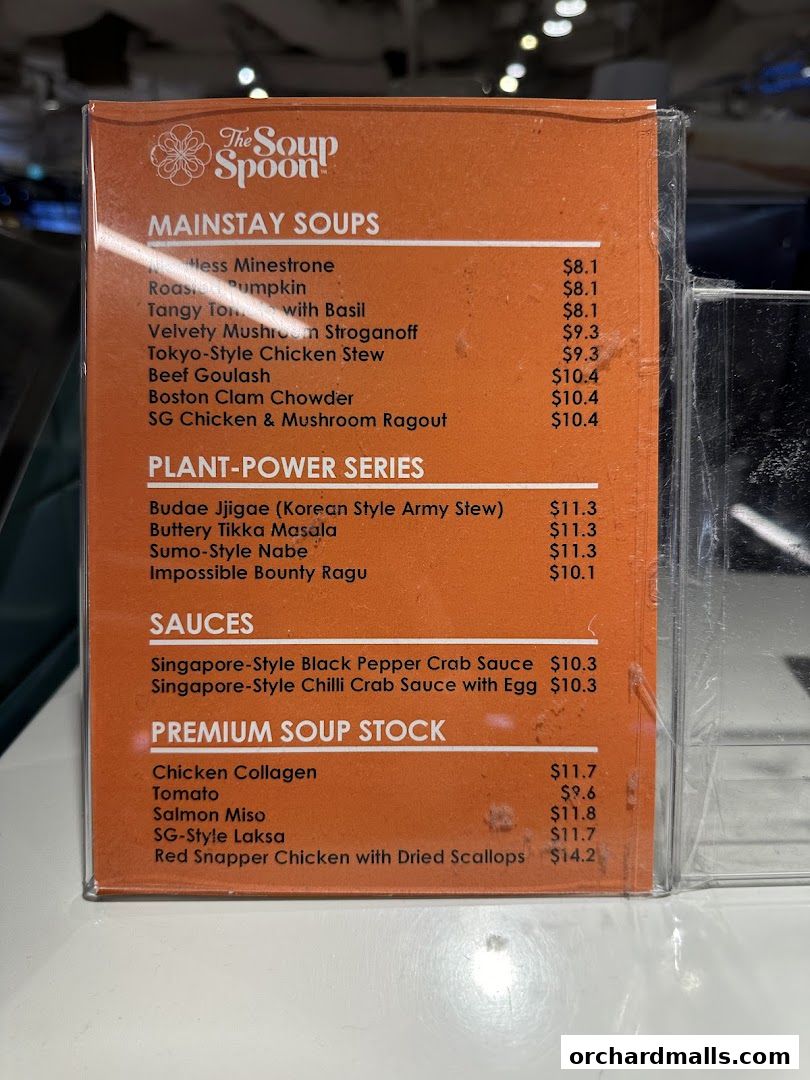 The Soup Spoon™
MAINSTAY SOUPS
Minestrone $8.1
Roasted Pumpkin $8.1
Tangy Tomato with Basil $8.1
Velvety Mushroom Stroganoff $9.3
Tokyo-Style Chicken Stew $9.3
Beef Goulash $10.4
Boston Clam Chowder $10.4
SG Chicken & Mushroom Ragout $10.4
PLANT-POWER SERIES
Budae Jjigae (Korean Style Army Stew) $11.3
Buttery Tikka Masala $11.3
Sumo-Style Nabe $11.3
Impossible Bounty Ragu $10.1
SAUCES
Singapore-Style Black Pepper Crab Sauce $10.3
Singapore-Style Chilli Crab Sauce with Egg $10.3
PREMIUM SOUP STOCK
Chicken Collagen $11.7
Tomato $9.6
Salmon Miso $11.8
SG-Style Laksa $11.7
Red Snapper Chicken with Dried Scallops $14.2
orchardmalls.com